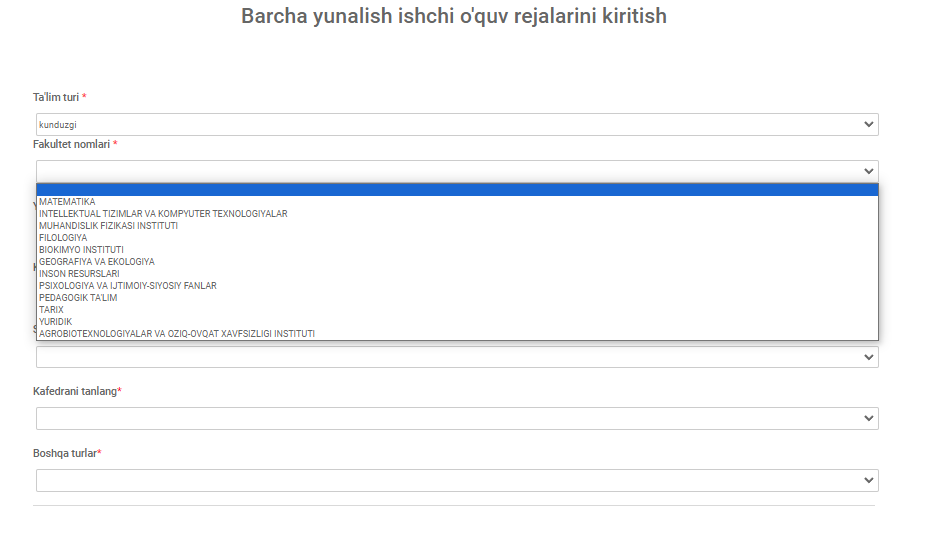 Barcha yunalish ishchi o'quv rejalarini kiritish
Ta'lim turi *
kunduzgi
Fakultet nomlari *
MATEMATIKA
INTELLEKTUAL TIZIMLAR VA KOMPYUTER TEXNOLOGIYALAR
MUHANDISLIK FIZIKASI INSTITUTI
FILOLOGIYA
BIOKIMYO INSTITUTI
GEOGRAFIYA VA EKOLOGIYA
INSON RESURSLARI
PSIXOLOGIYA VA IJTIMOIY-SIYOSIY FANLAR
PEDAGOGIK TA'LIM
TARIX
YURIDIK
AGROBIOTEXNOLOGIYALAR VA OZIQ-OVQAT XAVFSIZLIGI INSTITUTI
Kafedrani tanlang*
Boshqa turlar*